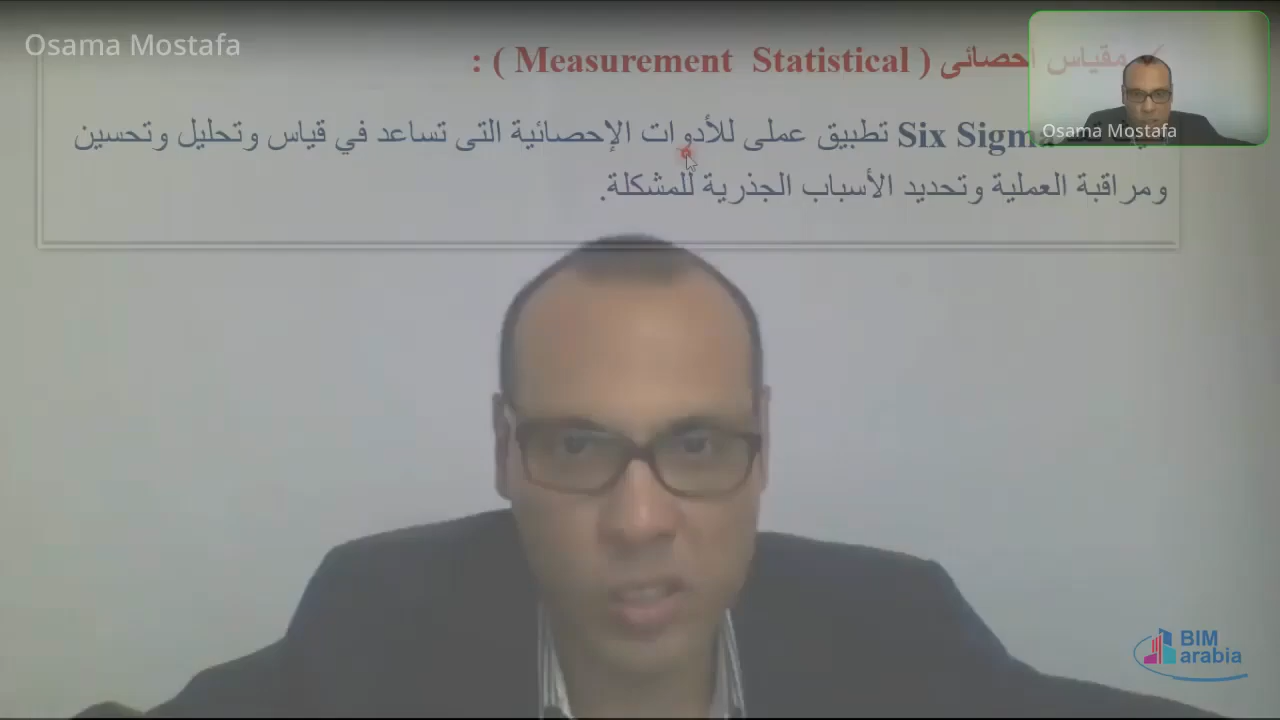 Osama Mostafa
مقياس احصائى ( Measurement Statistical ) :
Six Sigma تطبيق عملى للأدوات الإحصائية التى تساعد في قياس وتحليل وتحسين
ومراقبة العملية وتحديد الأسباب الجذرية للمشكلة.
Osama Mostafa
BIM
arabia